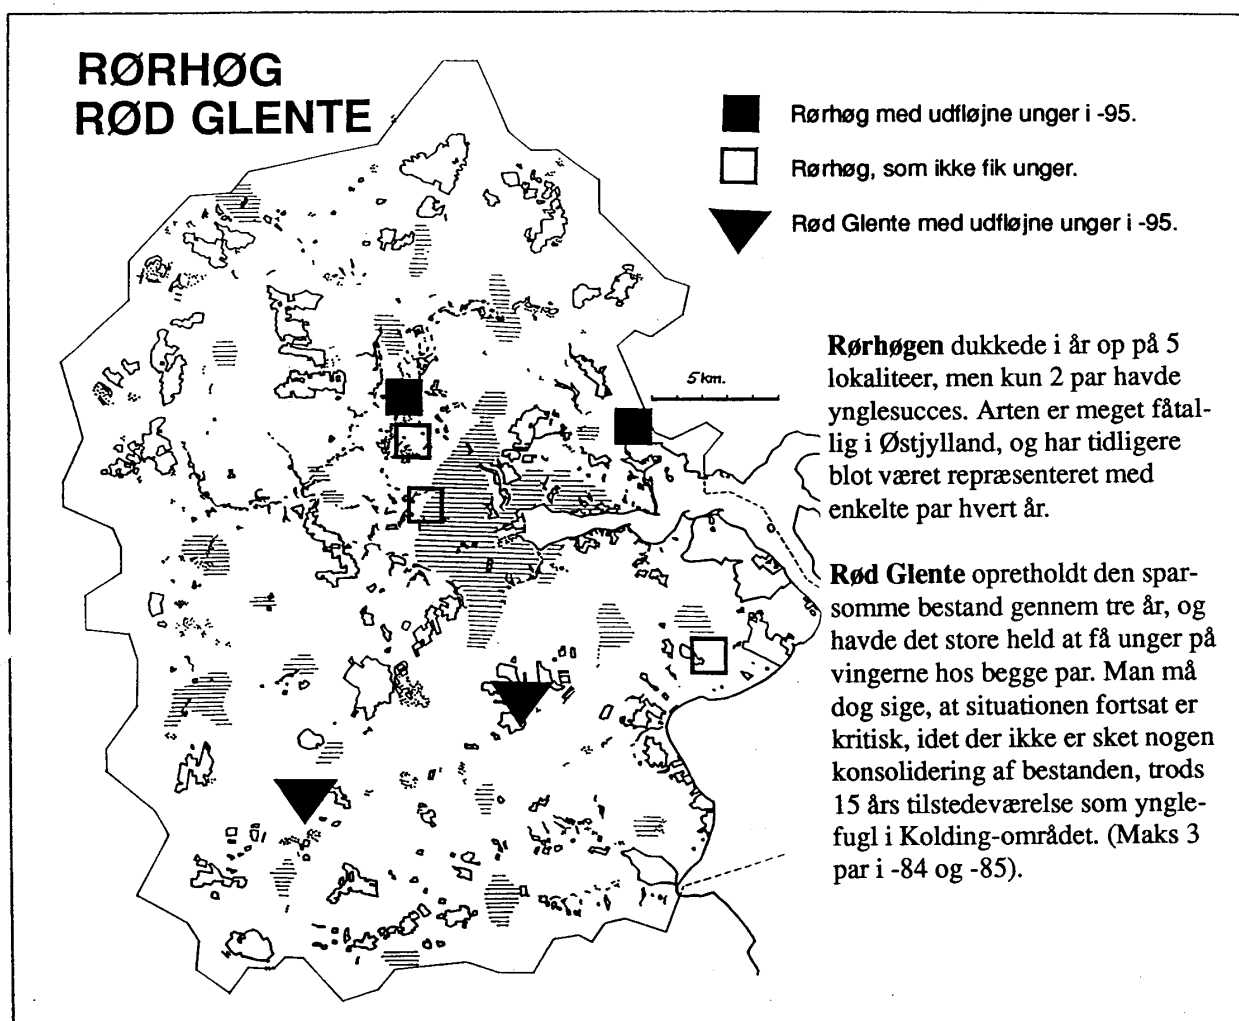 RØRHØG
RØD GLENTE
Rørhøg med udfløjne unger i -95.
Rørhøg, som ikke fik unger.
Rød Glente med udfløjne unger i -95.
5 km.
Rørhøgen dukkede i år op på 5
lokaliteer, men kun 2 par havde
ynglesucces. Arten er meget fåtal-
lig i Østjylland, og har tidligere
blot været repræsenteret med
enkelte par hvert år.
Rød Glente opretholdt den spar-
somme bestand gennem tre år, og
havde det store held at få unger på
vingerne hos begge par. Man må
dog sige, at situationen fortsat er
kritisk, idet der ikke er sket nogen
konsolidering af bestanden, trods
15 års tilstedeværelse som yngle-
fugl i Kolding-området. (Maks 3
par i -84 og -85).